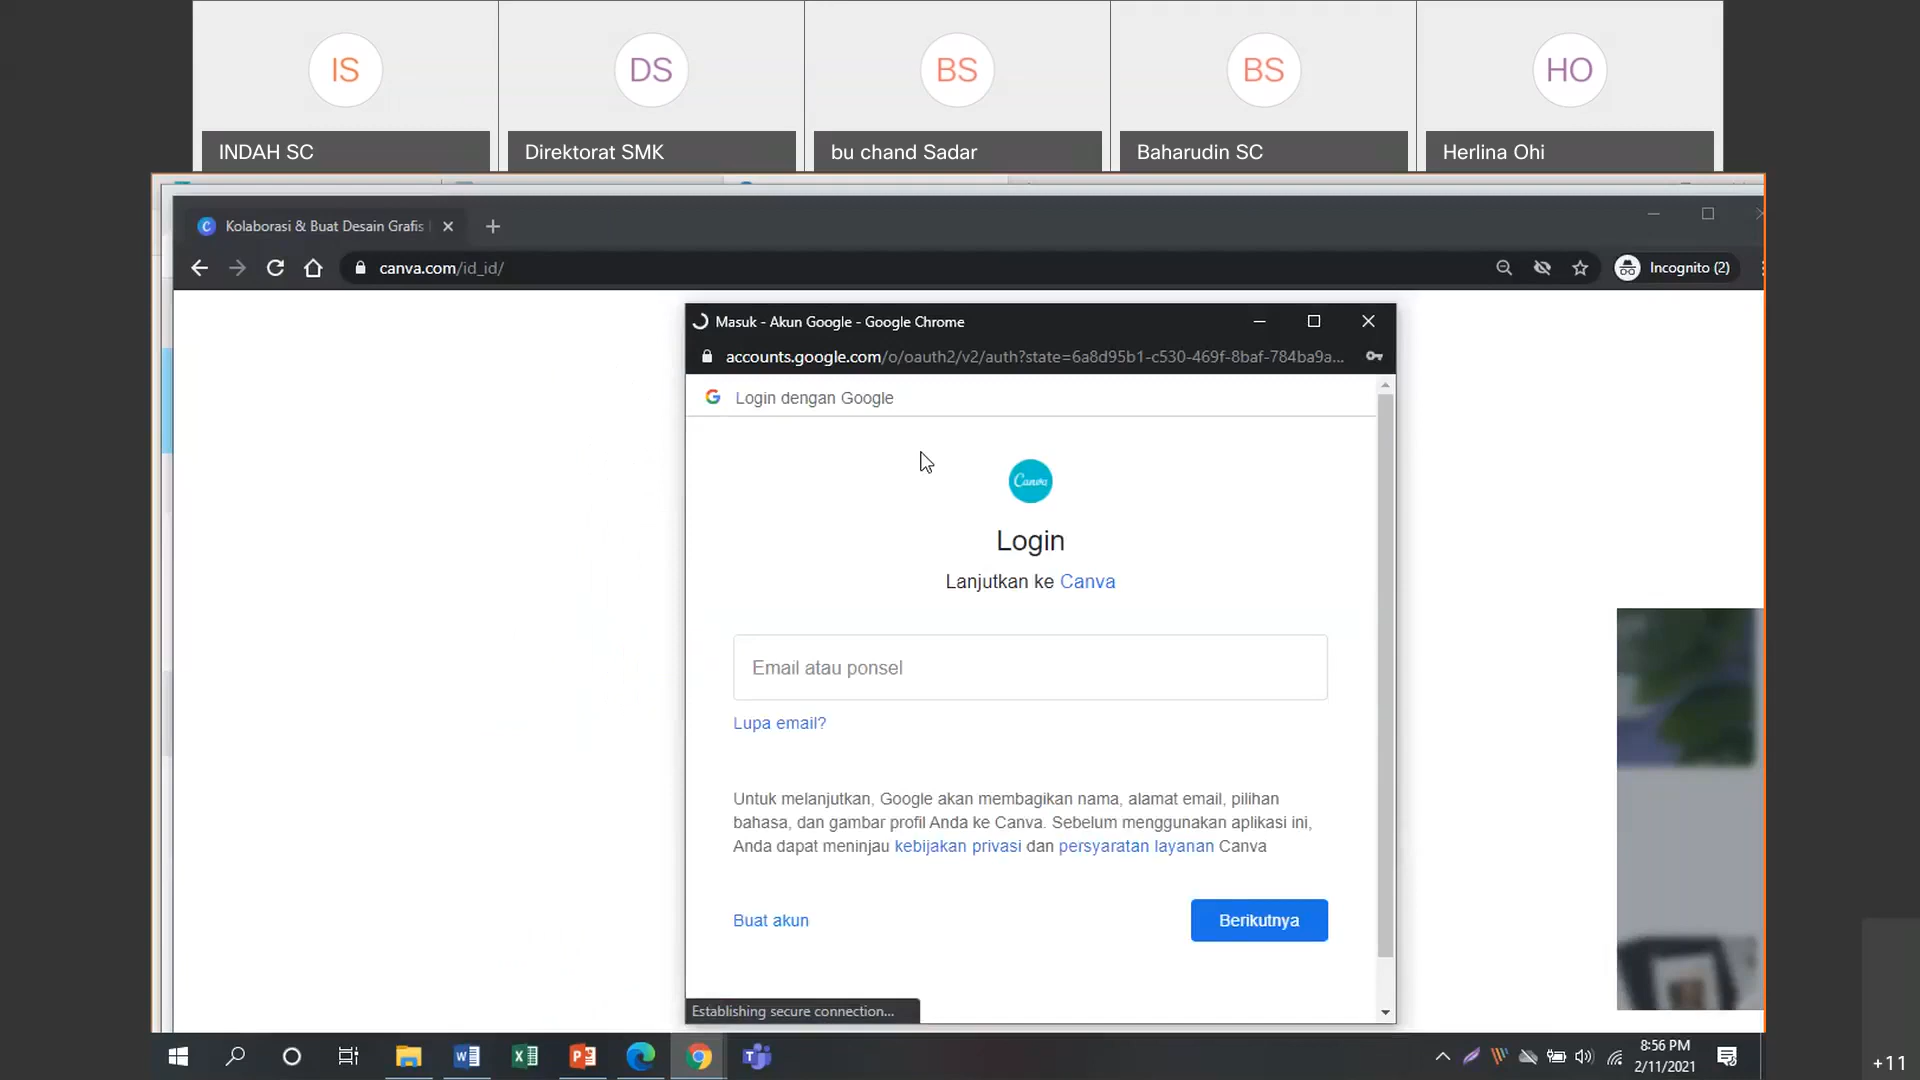 IS
DS
BS
BS
HO
INDAH SC
Direktorat SMK
bu chand Sadar
Baharudin SC
Herlina Ohi
Kolaborasi & Buat Desain Grafis
canva.com/id_id/
Incognito (2)
Masuk - Akun Google - Google Chrome
accounts.google.com/o/oauth2/v2/auth?state=6a8d95b1-c530-469f-8baf-784ba9a...
Login dengan Google
Canva
Login
Lanjutkan ke Canva
Email atau ponsel
Lupa email?
Untuk melanjutkan, Google akan membagikan nama, alamat email, pilihan
bahasa, dan gambar profil Anda ke Canva. Sebelum menggunakan aplikasi ini,
Anda dapat meninjau kebijakan privasi dan persyaratan layanan Canva
Buat akun
Berikutnya
Establishing secure connection...
8:56 PM
2/11/2021
+11